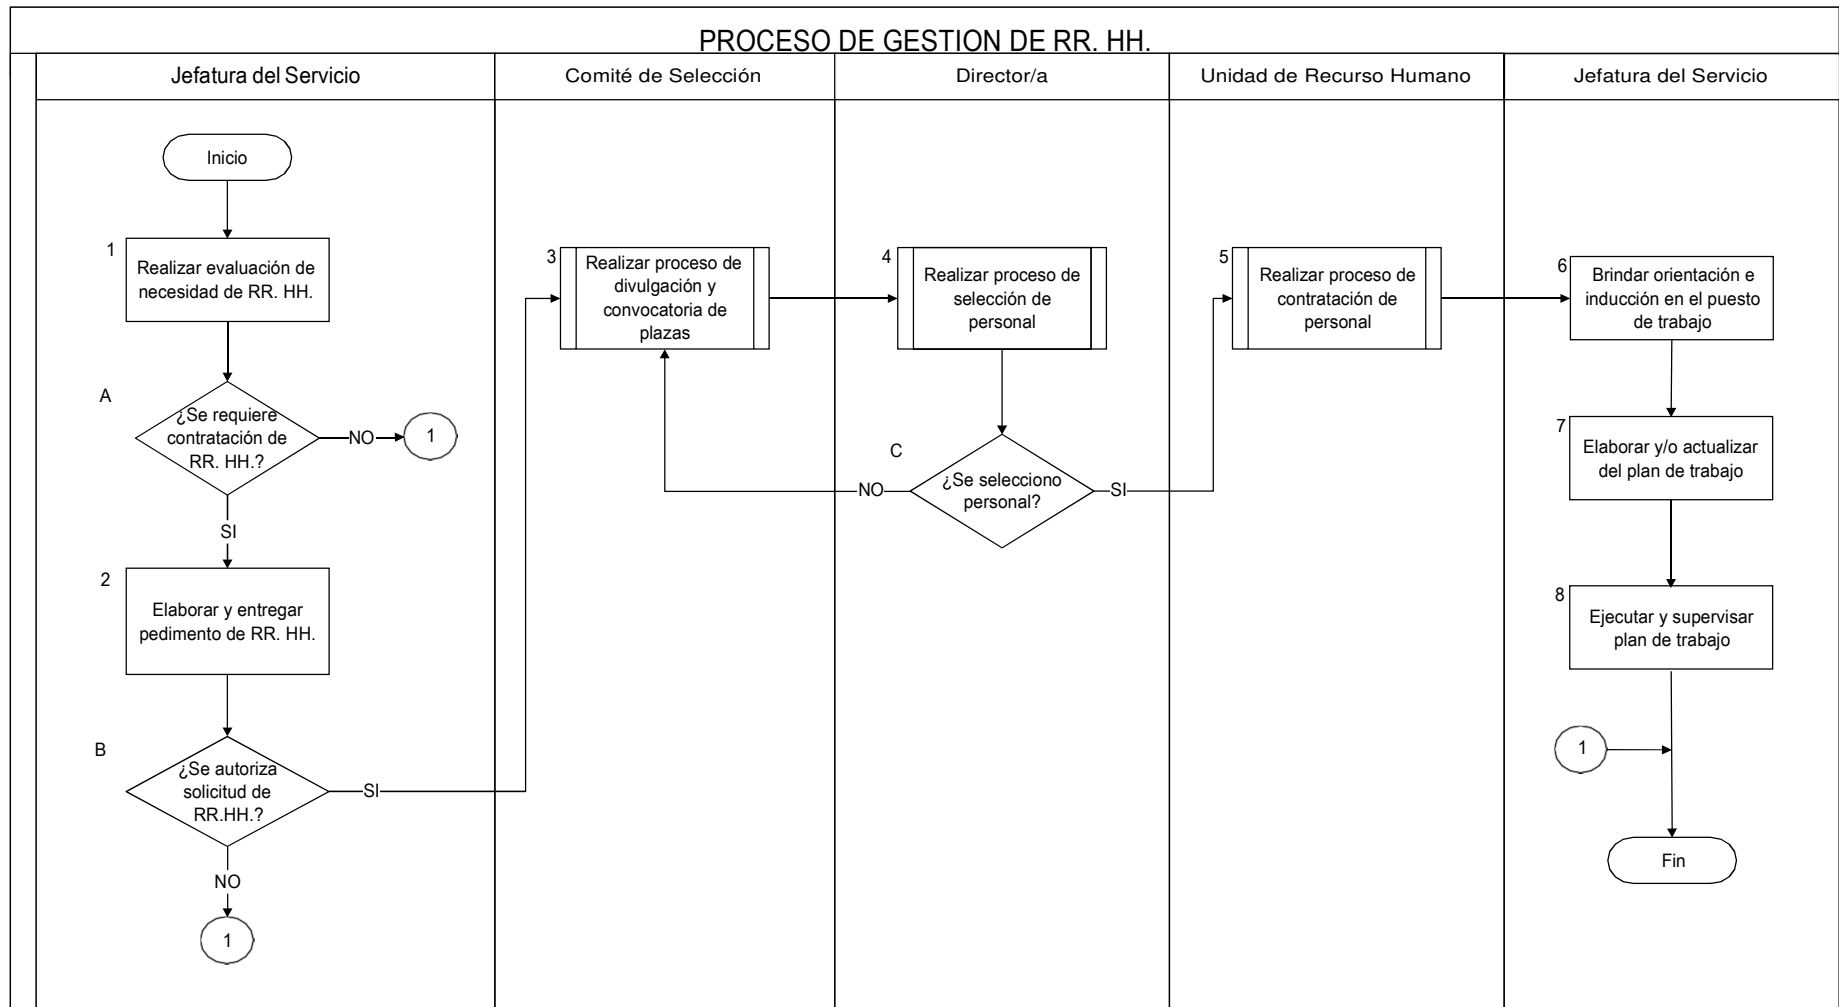 PROCESO DE GESTION DE RR. HH.
Jefatura del Servicio
Comité de Selección
Director/a
Unidad de Recurso Humano
Jefatura del Servicio
Inicio
1
Realizar evaluación de
necesidad de RR. HH.
A
¿Se requiere
contratación de
RR. HH.?
NO
1
SI
2
Elaborar y entregar
pedimento de RR. HH.
B
¿Se autoriza
solicitud de
RR.HH.?
SI
NO
1
3
Realizar proceso de
divulgación y
convocatoria de
plazas
4
Realizar proceso de
selección de
personal
C
¿Se selecciono
personal?
NO
SI
5
Realizar proceso de
contratación de
personal
6
Brindar orientación e
inducción en el puesto
de trabajo
7
Elaborar y/o actualizar
del plan de trabajo
8
Ejecutar y supervisar
plan de trabajo
1
Fin